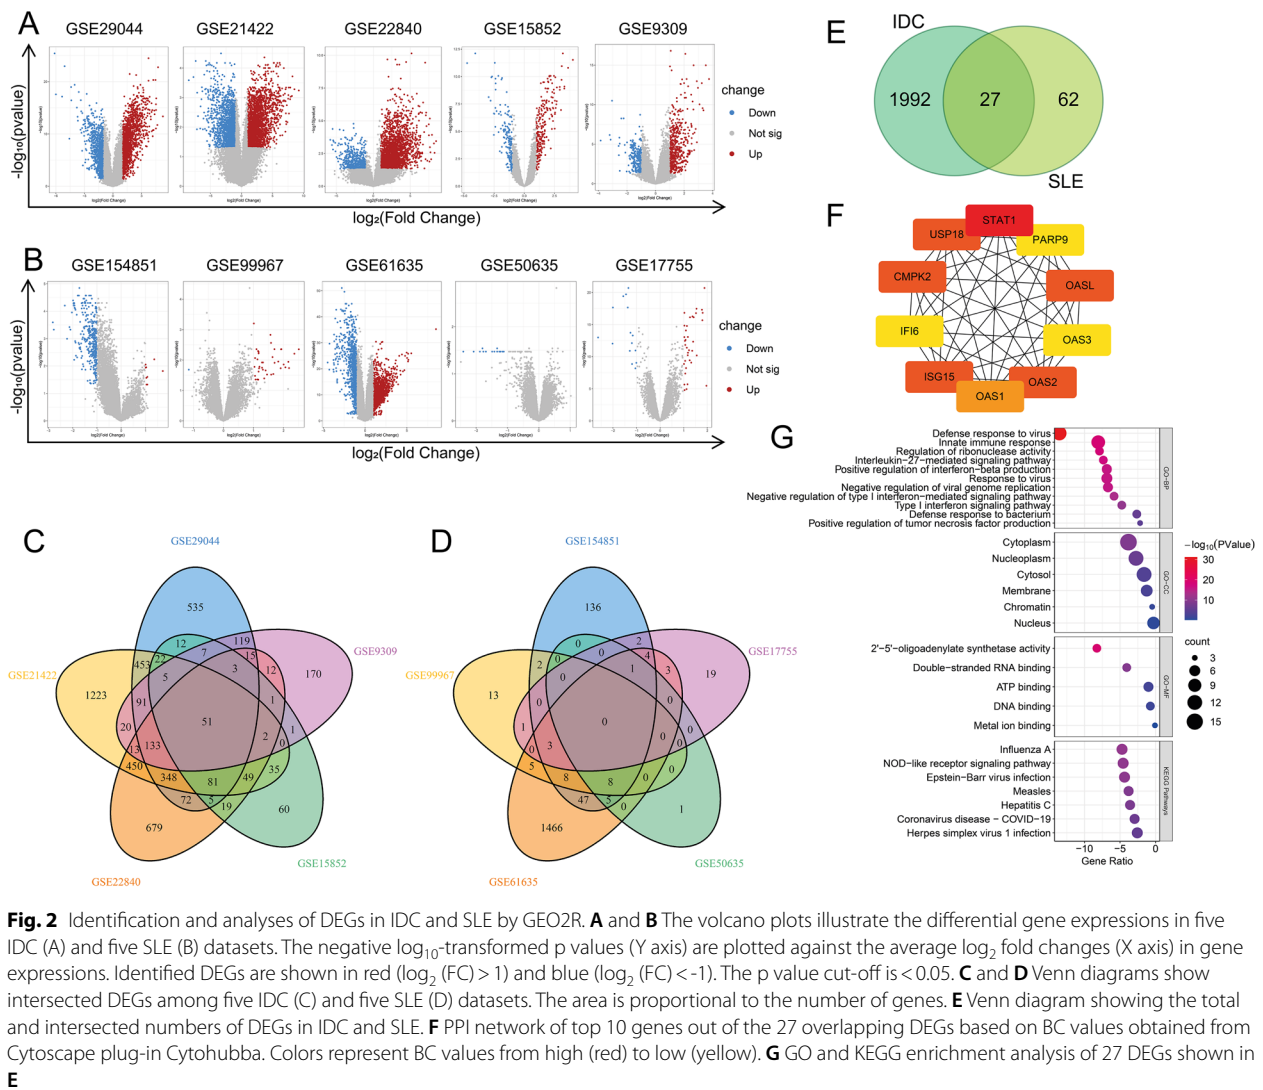 A
GSE29044
GSE21422
GSE22840
GSE15852
GSE9309
-log₁₀(pvalue)
log₂(Fold Change)
change
Down
Not sig
Up
B
GSE154851
GSE99967
GSE61635
GSE50635
GSE17755
-log₁₀(pvalue)
log₂(Fold Change)
change
Down
Not sig
Up
C
GSE29044
GSE9309
GSE21422
GSE15852
GSE22840
535
119
12
7
15
453
22
3
12
170
5
1223
91
1
51
20
2
1
13
133
0
450
348
81
49
35
72
5
19
60
679
D
GSE154851
GSE17755
GSE99967
GSE50635
GSE61635
136
2
0
0
4
2
0
1
3
19
0
13
0
1
0
0
0
0
3
0
5
8
8
0
0
47
5
0
1
1466
E
IDC
1992
27
62
SLE
F
STAT1
USP18
PARP9
CMPK2
OASL
IFI6
OAS3
ISG15
OAS2
OAS1
G
Defense response to virus
Innate immune response
Regulation of ribonuclease activity
Interleukin−27−mediated signaling pathway
Positive regulation of interferon−beta production
Response to virus
Negative regulation of viral genome replication
Negative regulation of type I interferon−mediated signaling pathway
Type I interferon signaling pathway
Defense response to bacterium
Positive regulation of tumor necrosis factor production
GO−BP
Cytoplasm
Nucleoplasm
Cytosol
Membrane
Chromatin
Nucleus
GO−CC
2'−5'−oligoadenylate synthetase activity
Double−stranded RNA binding
ATP binding
DNA binding
Metal ion binding
GO−MF
Influenza A
NOD−like receptor signaling pathway
Epstein−Barr virus infection
Measles
Hepatitis C
Coronavirus disease − COVID−19
Herpes simplex virus 1 infection
KEGG Pathways
−10 −5 0
Gene Ratio
−log₁₀(PValue)
30
20
10
count
3
6
9
12
15
Fig. 2 Identification and analyses of DEGs in IDC and SLE by GEO2R. A and B The volcano plots illustrate the differential gene expressions in five
IDC (A) and five SLE (B) datasets. The negative log₁₀-transformed p values (Y axis) are plotted against the average log₂ fold changes (X axis) in gene
expressions. Identified DEGs are shown in red (log₂ (FC) > 1) and blue (log₂ (FC) < -1). The p value cut-off is < 0.05. C and D Venn diagrams show
intersected DEGs among five IDC (C) and five SLE (D) datasets. The area is proportional to the number of genes. E Venn diagram showing the total
and intersected numbers of DEGs in IDC and SLE. F PPI network of top 10 genes out of the 27 overlapping DEGs based on BC values obtained from
Cytoscape plug-in Cytohubba. Colors represent BC values from high (red) to low (yellow). G GO and KEGG enrichment analysis of 27 DEGs shown in
E